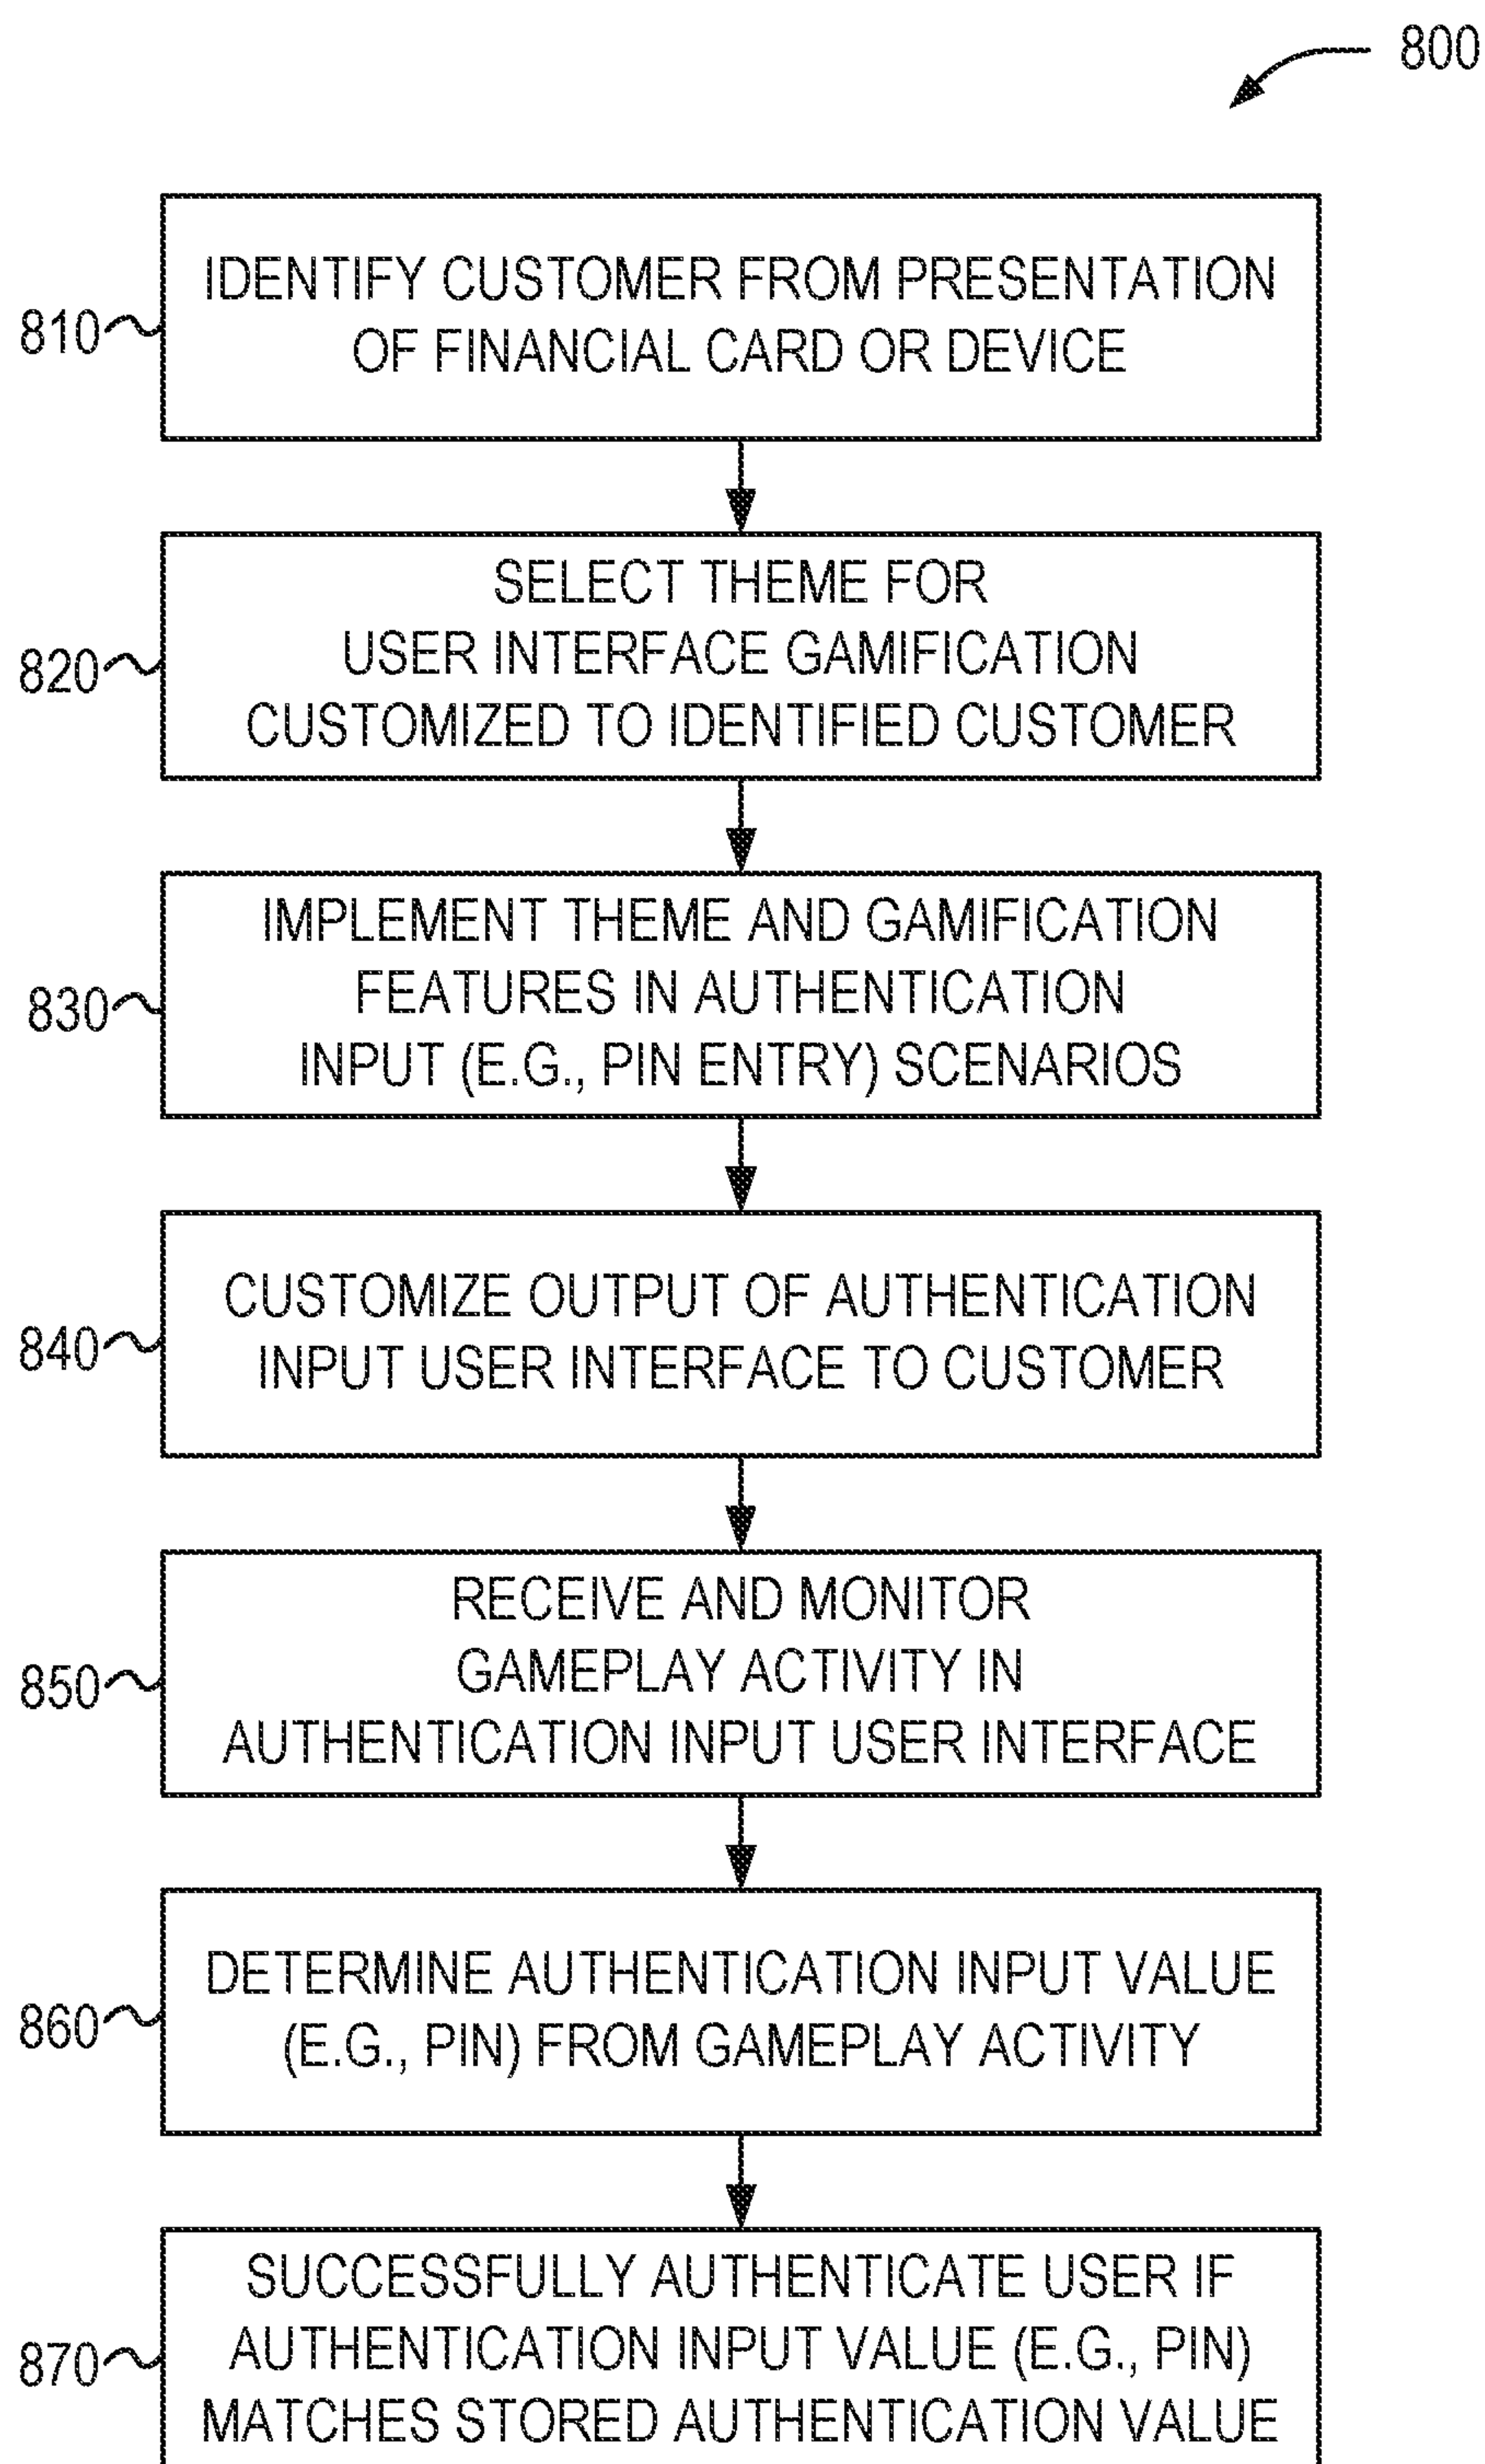 800
810
IDENTIFY CUSTOMER FROM PRESENTATION
OF FINANCIAL CARD OR DEVICE
820
SELECT THEME FOR
USER INTERFACE GAMIFICATION
CUSTOMIZED TO IDENTIFIED CUSTOMER
830
IMPLEMENT THEME AND GAMIFICATION
FEATURES IN AUTHENTICATION
INPUT (E.G., PIN ENTRY) SCENARIOS
840
CUSTOMIZE OUTPUT OF AUTHENTICATION
INPUT USER INTERFACE TO CUSTOMER
850
RECEIVE AND MONITOR
GAMEPLAY ACTIVITY IN
AUTHENTICATION INPUT USER INTERFACE
860
DETERMINE AUTHENTICATION INPUT VALUE
(E.G., PIN) FROM GAMEPLAY ACTIVITY
870
SUCCESSFULLY AUTHENTICATE USER IF
AUTHENTICATION INPUT VALUE (E.G., PIN)
MATCHES STORED AUTHENTICATION VALUE